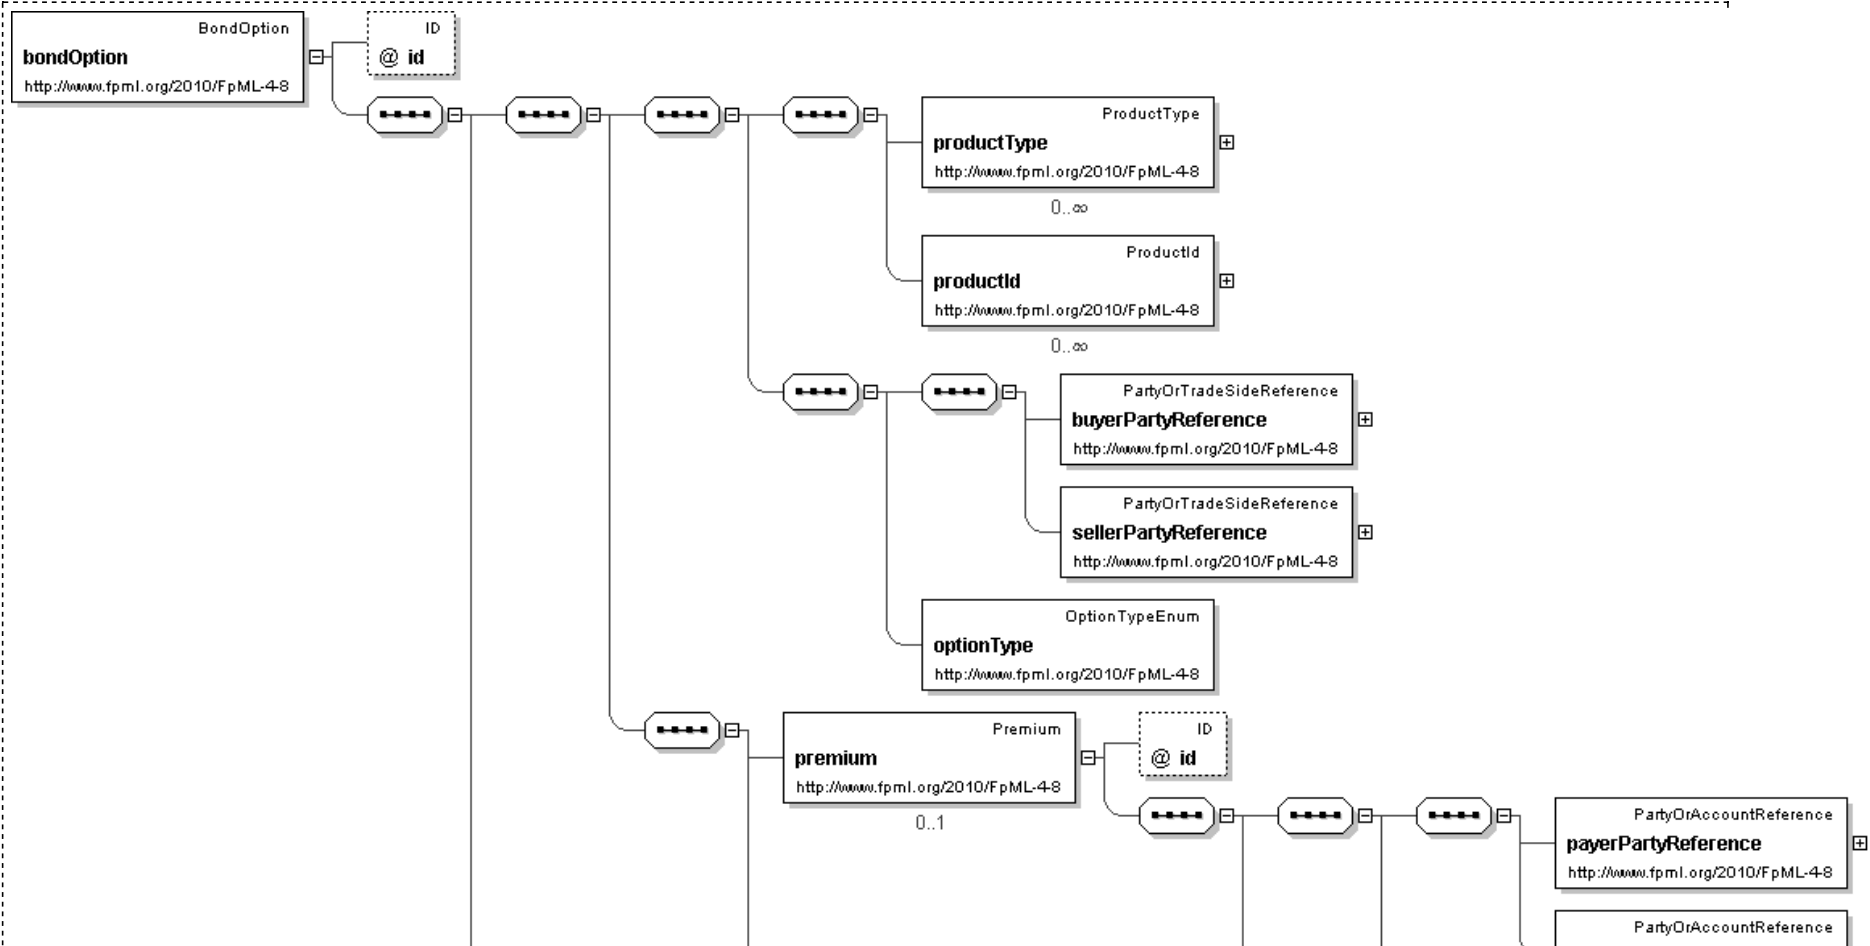 BondOption
bondOption
http://www.fpml.org/2010/FpML-4-8
ID
@ id
ProductType
productType
http://www.fpml.org/2010/FpML-4-8
0..∞
ProductId
productId
http://www.fpml.org/2010/FpML-4-8
0..∞
PartyOrTradeSideReference
buyerPartyReference
http://www.fpml.org/2010/FpML-4-8
PartyOrTradeSideReference
sellerPartyReference
http://www.fpml.org/2010/FpML-4-8
OptionTypeEnum
optionType
http://www.fpml.org/2010/FpML-4-8
Premium
premium
http://www.fpml.org/2010/FpML-4-8
0..1
ID
@ id
PartyOrAccountReference
payerPartyReference
http://www.fpml.org/2010/FpML-4-8
PartyOrAccountReference